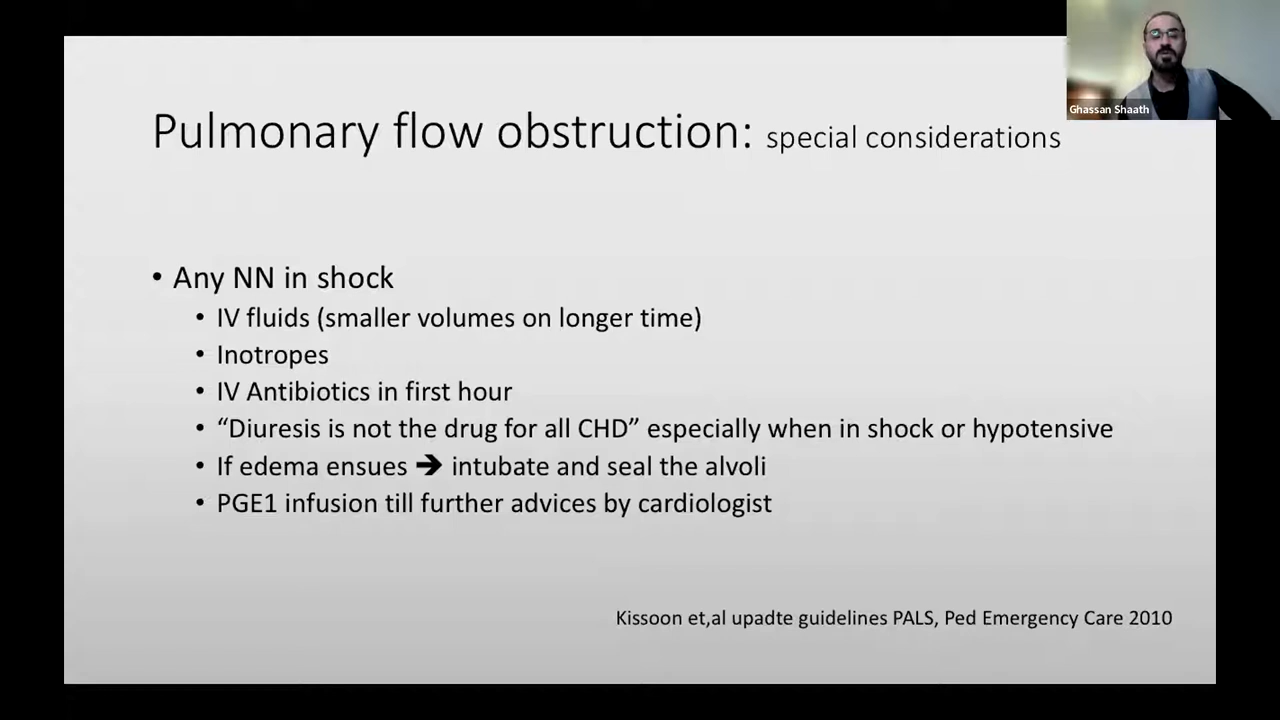 Ghassan Shaath
Pulmonary flow obstruction: special considerations
• Any NN in shock
• IV fluids (smaller volumes on longer time)
• Inotropes
• IV Antibiotics in first hour
• “Diuresis is not the drug for all CHD” especially when in shock or hypotensive
• If edema ensues ➔ intubate and seal the alvoli
• PGE1 infusion till further advices by cardiologist
Kissoon et,al upadte guidelines PALS, Ped Emergency Care 2010